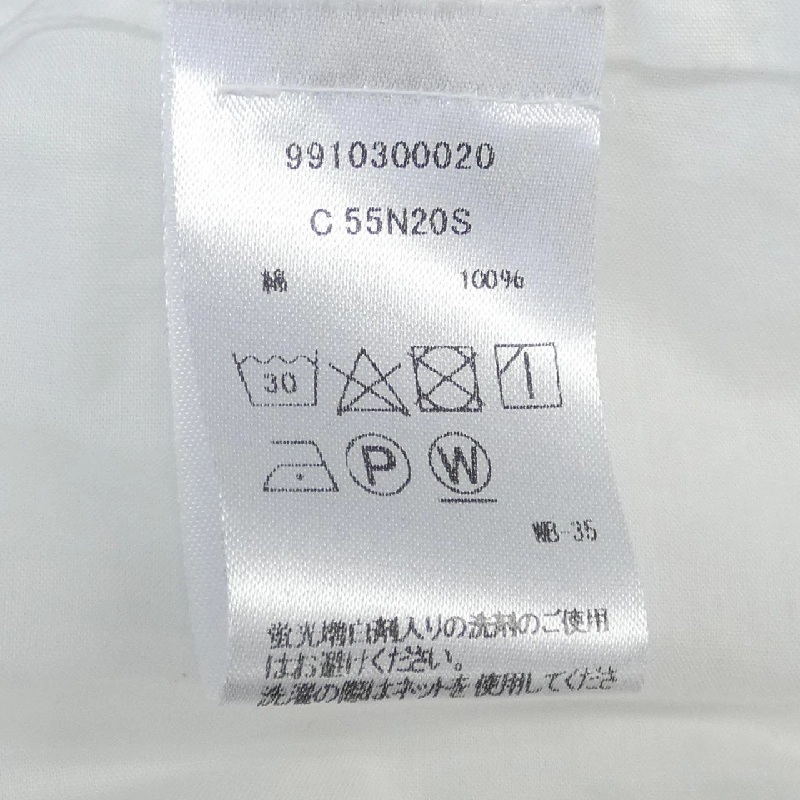 9910300020
C 55N20S
綿 100%
30
P W
WB-35
蛍光増白剤入りの洗剤のご使用
はお避けください。
洗濯の際はネットを使用してくださ